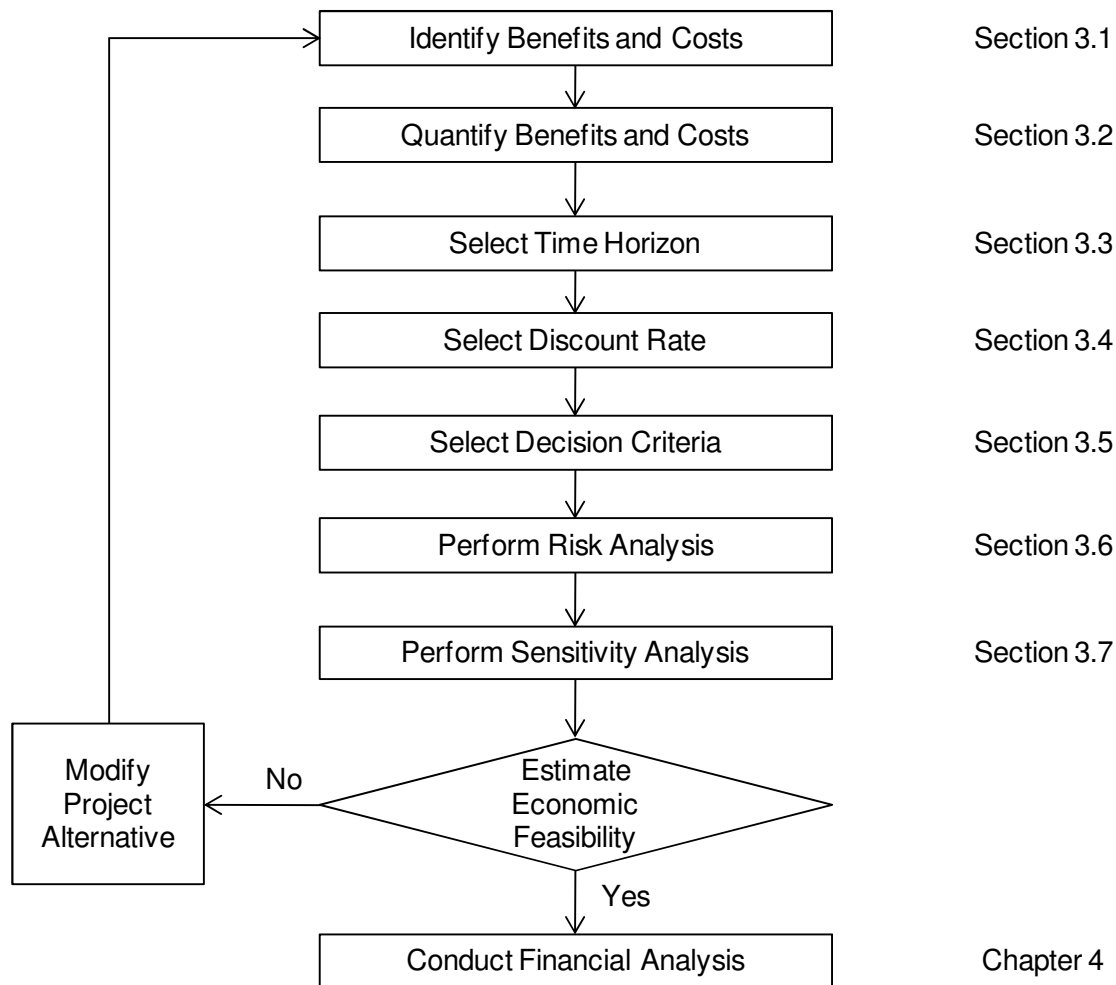 Identify Benefits and Costs Section 3.1
Quantify Benefits and Costs Section 3.2
Select Time Horizon Section 3.3
Select Discount Rate Section 3.4
Select Decision Criteria Section 3.5
Perform Risk Analysis Section 3.6
Perform Sensitivity Analysis Section 3.7
Modify
Project
Alternative
No
Estimate
Economic
Feasibility
Yes
Conduct Financial Analysis Chapter 4